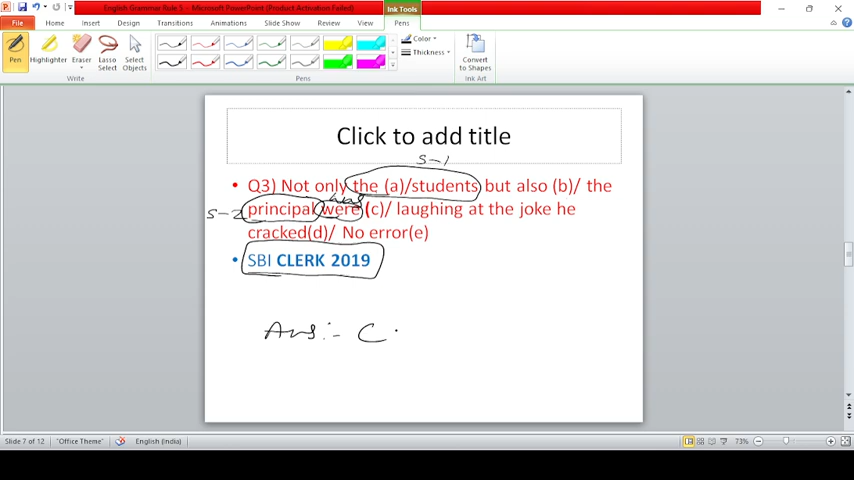 English Grammar Rule 5 - Microsoft PowerPoint (Product Activation Failed)
Ink Tools
File Home Insert Design Transitions Animations Slide Show Review View Pens
Pen Highlighter Eraser Lasso Select Select Objects
Color
Thickness
Convert to Shapes
Write
Pens
Ink Art
Click to add title
S-1
• Q3) Not only the (a)/students but also (b)/ the
S-2 principal were (c)/ laughing at the joke he
cracked(d)/ No error(e)
• SBI CLERK 2019
Ans:- C.
Slide 7 of 12 "Office Theme" English (India) 73%